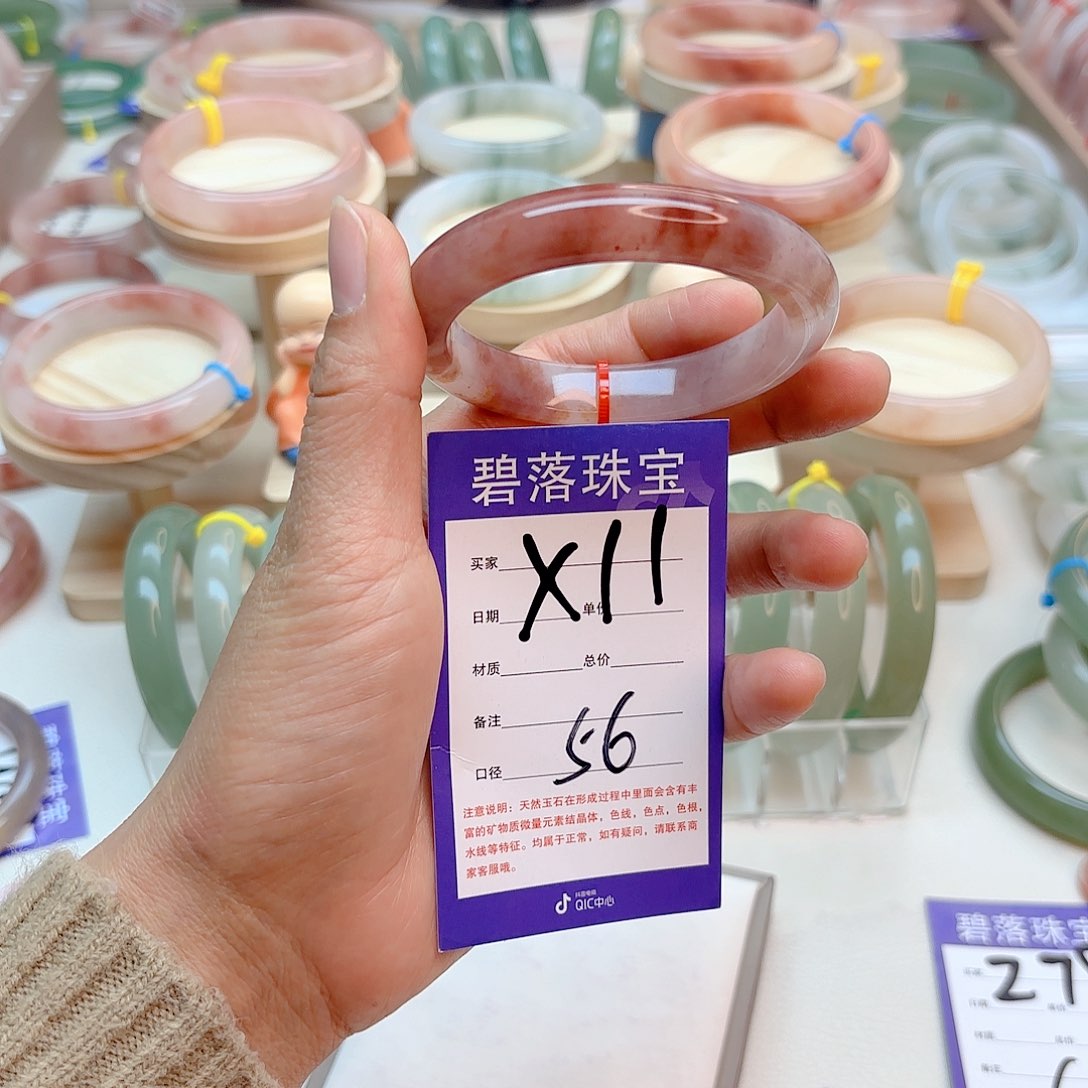 碧落珠宝
买家
X11
日期 单价
材质 总价
备注
56
口径
注意说明：天然玉石在形成过程中里面会含有丰
富的矿物质微量元素结晶体，色线，色点，色根，
水线等特征。均属于正常，如有疑问，请联系商
家客服哦。
抖音电商
QIC中心
碧落珠宝
27